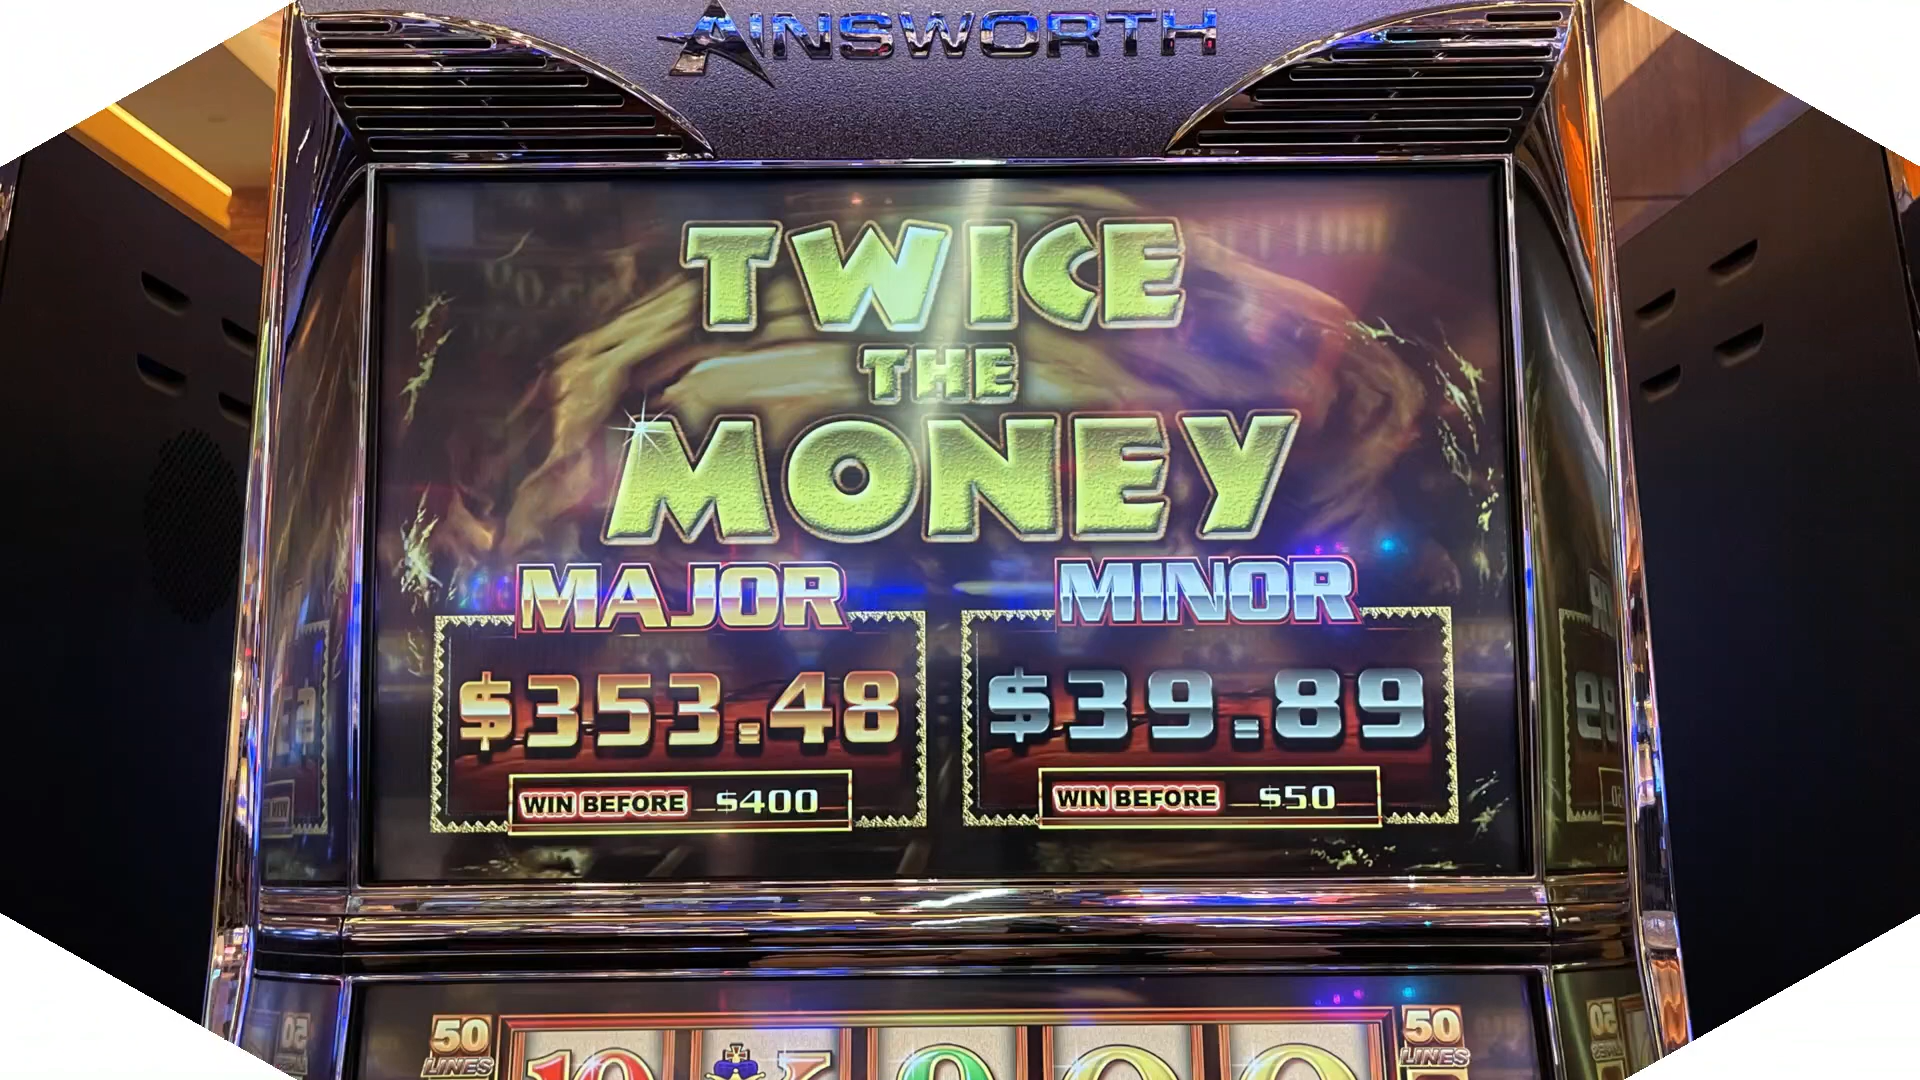 AINSWORTH
TWICE
THE
MONEY
MAJOR
$353.48
WIN BEFORE $400
MINOR
$39.89
WIN BEFORE $50
50
LINES
50
LINES